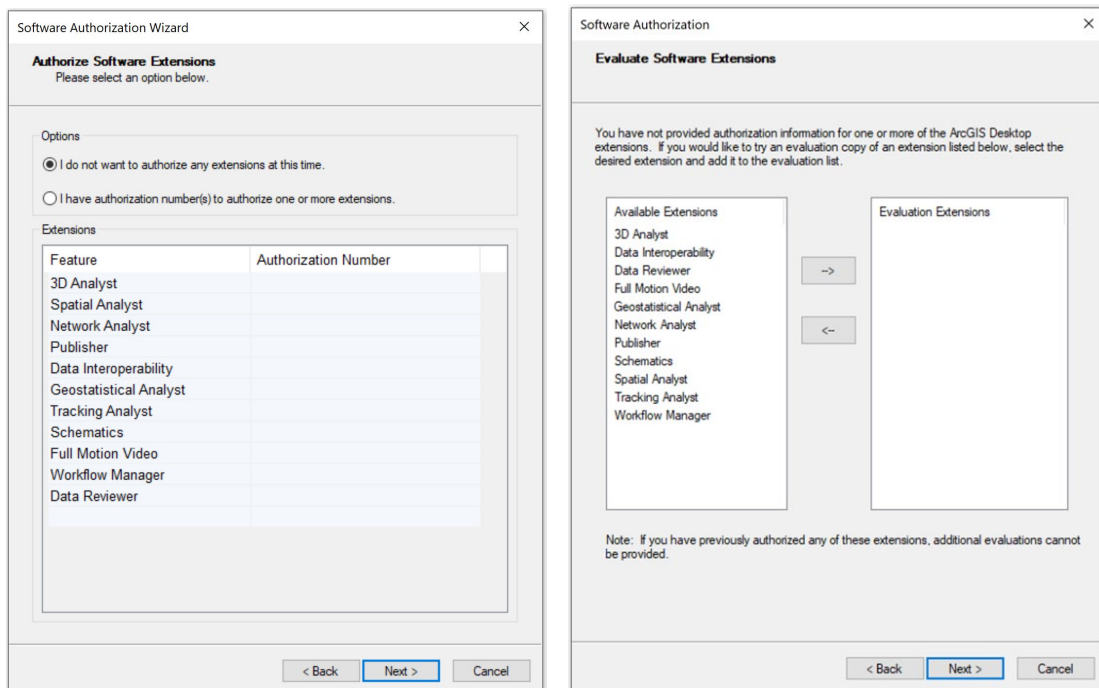 Software Authorization Wizard
Authorize Software Extensions
Please select an option below.
Options
I do not want to authorize any extensions at this time.
I have authorization number(s) to authorize one or more extensions.
Extensions
Feature Authorization Number
3D Analyst
Spatial Analyst
Network Analyst
Publisher
Data Interoperability
Geostatistical Analyst
Tracking Analyst
Schematics
Full Motion Video
Workflow Manager
Data Reviewer
< Back Next > Cancel
Software Authorization
Evaluate Software Extensions
You have not provided authorization information for one or more of the ArcGIS Desktop
extensions. If you would like to try an evaluation copy of an extension listed below, select the
desired extension and add it to the evaluation list.
Available Extensions
3D Analyst
Data Interoperability
Data Reviewer
Full Motion Video
Geostatistical Analyst
Network Analyst
Publisher
Schematics
Spatial Analyst
Tracking Analyst
Workflow Manager
-->
<--
Evaluation Extensions
Note: If you have previously authorized any of these extensions, additional evaluations cannot
be provided.
< Back Next > Cancel